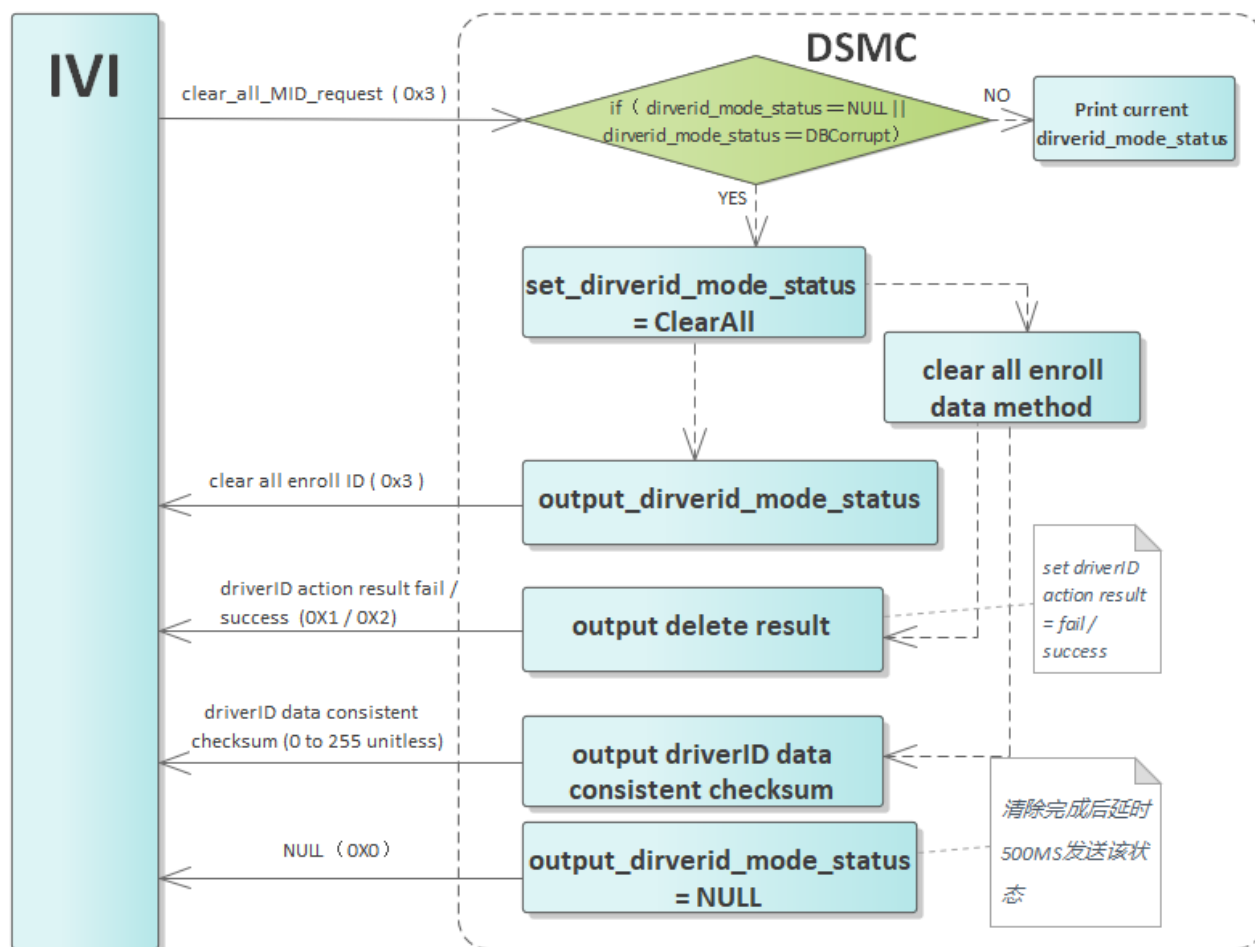 IVI
DSMC
clear_all_MID_request（0x3）
if（ dirverid_mode_status＝NULL ||
dirverid_mode_status＝DBCorrupt）
NO
Print current
dirverid_mode_status
YES
set_dirverid_mode_status
= ClearAll
clear all enroll
data method
clear all enroll ID ( 0x3 )
output_dirverid_mode_status
driverID action result fail /
success (0X1 / 0X2)
output delete result
set driverID
action result
= fail /
success
driverID data consistent
checksum (0 to 255 unitless)
output driverID data
consistent checksum
清除完成后延时
500MS发送该状
态
NULL（0X0）
output_dirverid_mode_status
= NULL